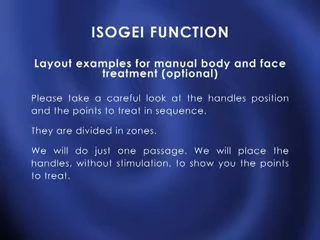 ISOGEI FUNCTION
Layout examples for manual body and face
treatment (optional)
Please take a careful look at the handles position
and the points to treat in sequence.
They are divided in zones.
We will do just one passage. We will place the
handles, without stimulation, to show you the points
to treat.